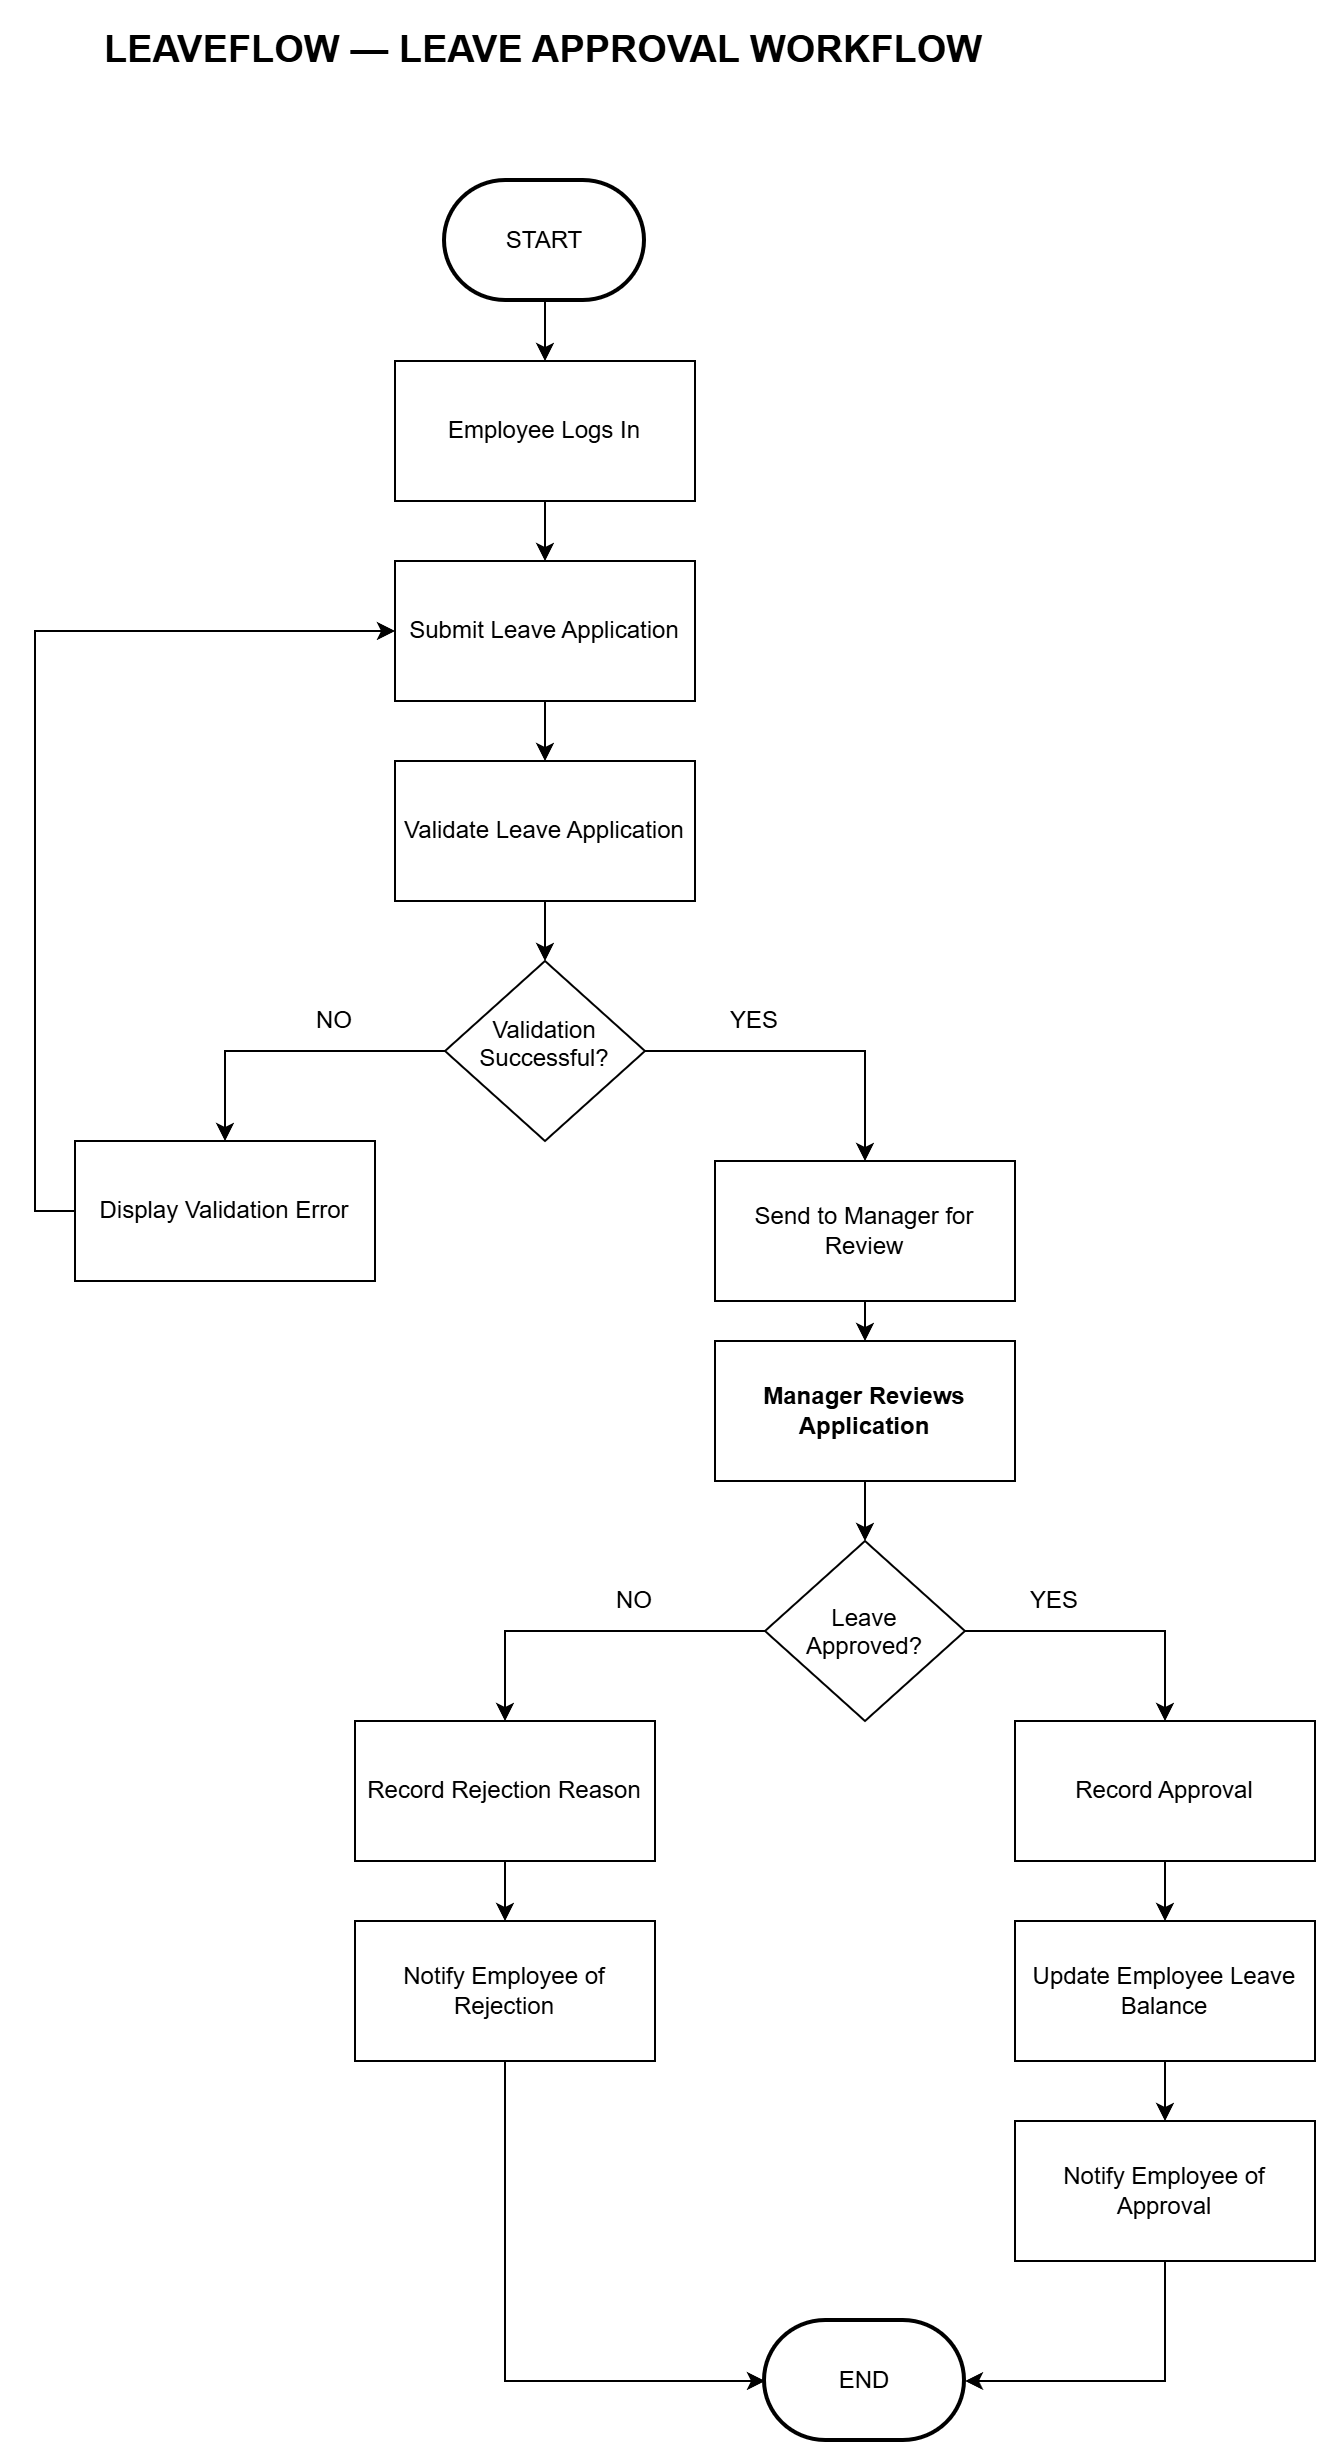 LEAVEFLOW — LEAVE APPROVAL WORKFLOW
START
Employee Logs In
Submit Leave Application
Validate Leave Application
NO
Validation
Successful?
YES
Display Validation Error
Send to Manager for
Review
Manager Reviews
Application
NO
Leave
Approved?
YES
Record Rejection Reason
Record Approval
Notify Employee of
Rejection
Update Employee Leave
Balance
Notify Employee of
Approval
END